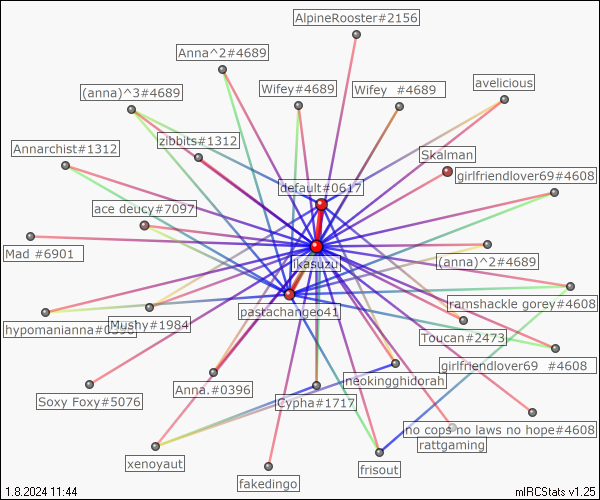 AlpineRooster#2156
Anna^2#4689
(anna)^3#4689
Wifey#4689
Wifey  #4689
avelicious
zibbits#1312
Annarchist#1312
Skalman
girlfriendlover69#4608
default#0617
ace deucy#7097
Mad #6901
(anna)^2#4689
ikasuzu
ramshackle gorey#4608
pastachangeo41
hypomanianna#0396
Mushy#1984
Toucan#2473
girlfriendlover69  #4608
neokingghidorah
Anna.#0396
Soxy Foxy#5076
Cypha#1717
no cops no laws no hope#4608
rattgaming
xenoyaut
frisout
fakedingo
1.8.2024 11:44
mIRCStats v1.25